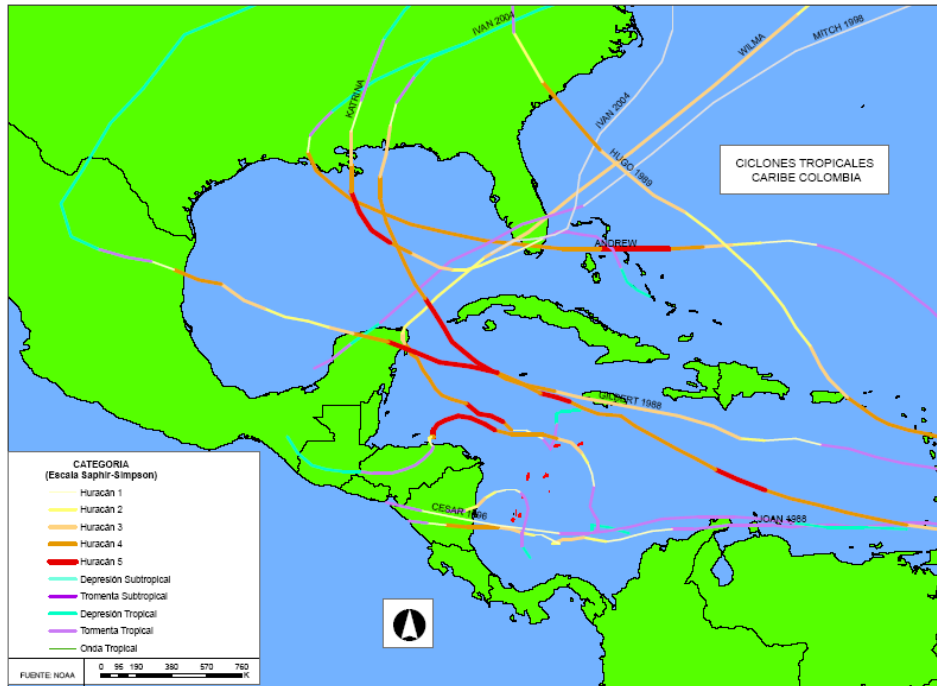 IVAN 2004
WILMA
MITCH 1998
KATRINA
IVAN 2004
HUGO 1989
CICLONES TROPICALES
CARIBE COLOMBIA
ANDREW
GILBERT 1988
CESAR 1996
JOAN 1988
CATEGORIA
(Escala Saphir-Simpson)
Huracán 1
Huracán 2
Huracán 3
Huracán 4
Huracán 5
Depresión Subtropical
Tromenta Subtropical
Depresión Tropical
Tormenta Tropical
Onda Tropical
FUENTE: NOAA
0 95 190 380 570 760
K